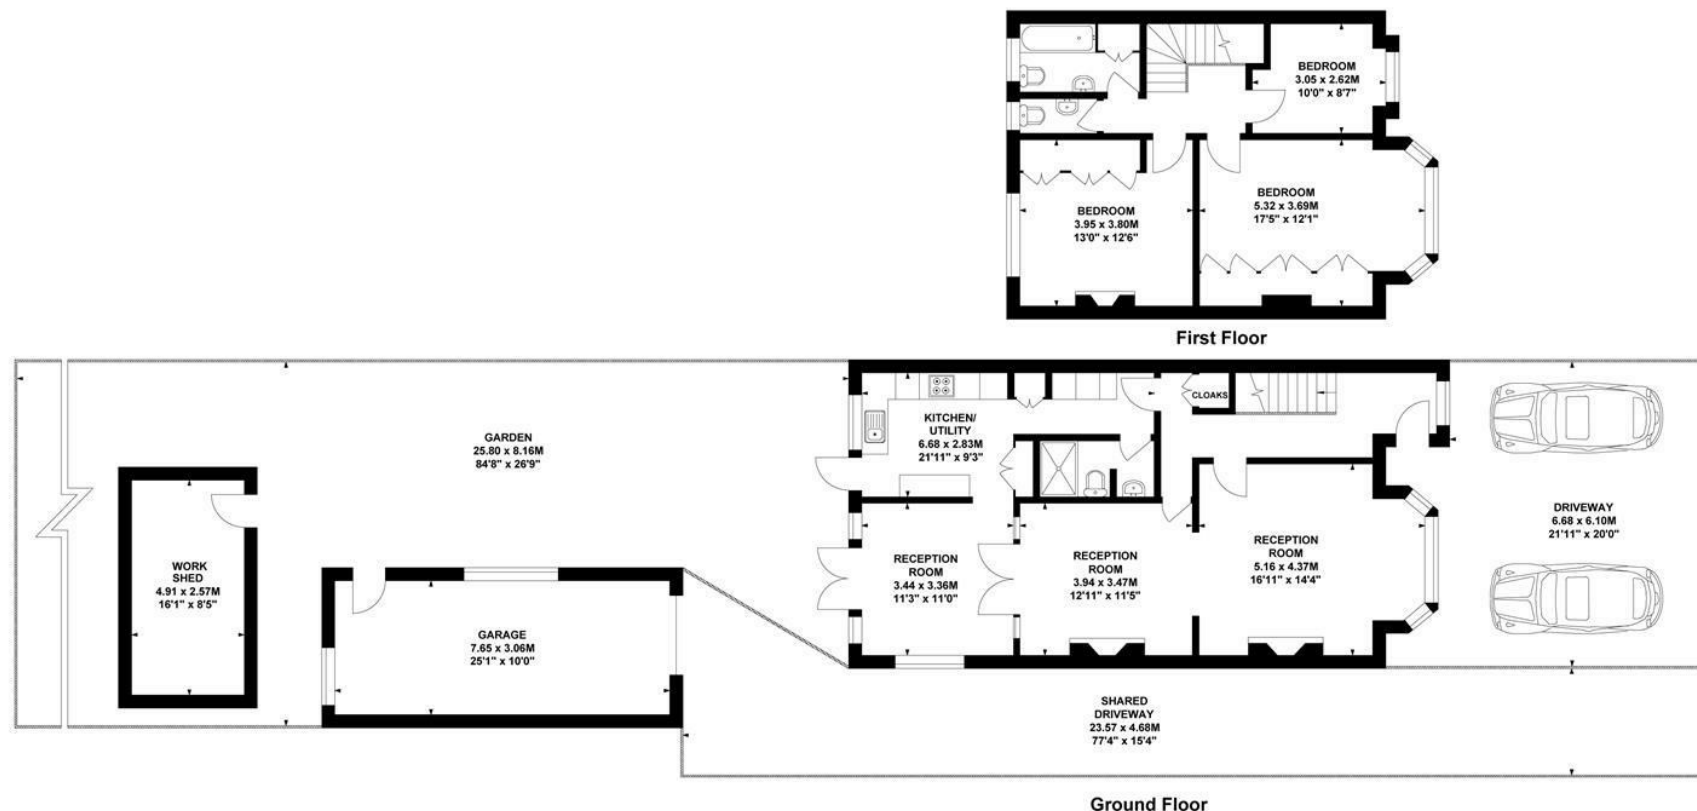 BEDROOM
3.05 x 2.62M
10'0" x 8'7"
BEDROOM
5.32 x 3.69M
17'5" x 12'1"
BEDROOM
3.95 x 3.80M
13'0" x 12'6"
First Floor
CLOAKS
KITCHEN/
UTILITY
6.68 x 2.83M
21'11" x 9'3"
GARDEN
25.80 x 8.16M
84'8" x 26'9"
DRIVEWAY
6.68 x 6.10M
21'11" x 20'0"
WORK
SHED
4.91 x 2.57M
16'1" x 8'5"
RECEPTION
ROOM
3.44 x 3.36M
11'3" x 11'0"
RECEPTION
ROOM
3.94 x 3.47M
12'11" x 11'5"
RECEPTION
ROOM
5.16 x 4.37M
16'11" x 14'4"
GARAGE
7.65 x 3.06M
25'1" x 10'0"
SHARED
DRIVEWAY
23.57 x 4.68M
77'4" x 15'4"
Ground Floor